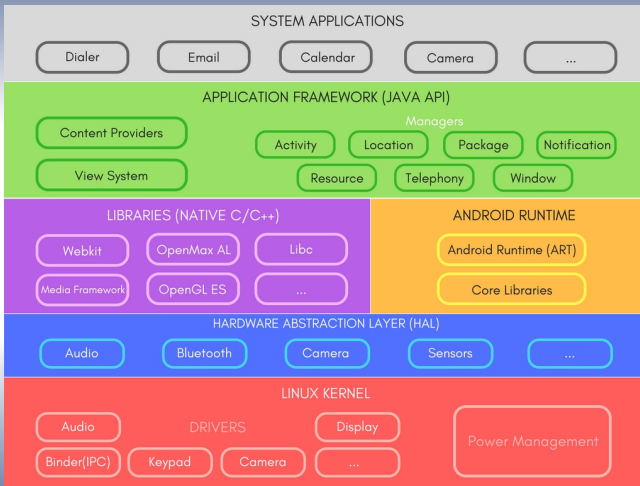 SYSTEM APPLICATIONS
Dialer
Email
Calendar
Camera
...
APPLICATION FRAMEWORK (JAVA API)
Content Providers
View System
Managers
Activity
Location
Package
Notification
Resource
Telephony
Window
LIBRARIES (NATIVE C/C++)
Webkit
OpenMax AL
Libc
Media Framework
OpenGL ES
...
ANDROID RUNTIME
Android Runtime (ART)
Core Libraries
HARDWARE ABSTRACTION LAYER (HAL)
Audio
Bluetooth
Camera
Sensors
...
LINUX KERNEL
Audio
DRIVERS
Display
Binder(IPC)
Keypad
Camera
...
Power Management